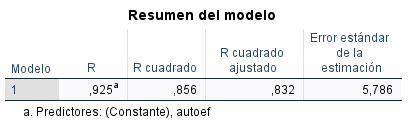 Resumen del modelo
Modelo R R cuadrado R cuadrado ajustado Error estándar de la estimación
1 ,925a ,856 ,832 5,786
a. Predictores: (Constante), autoef